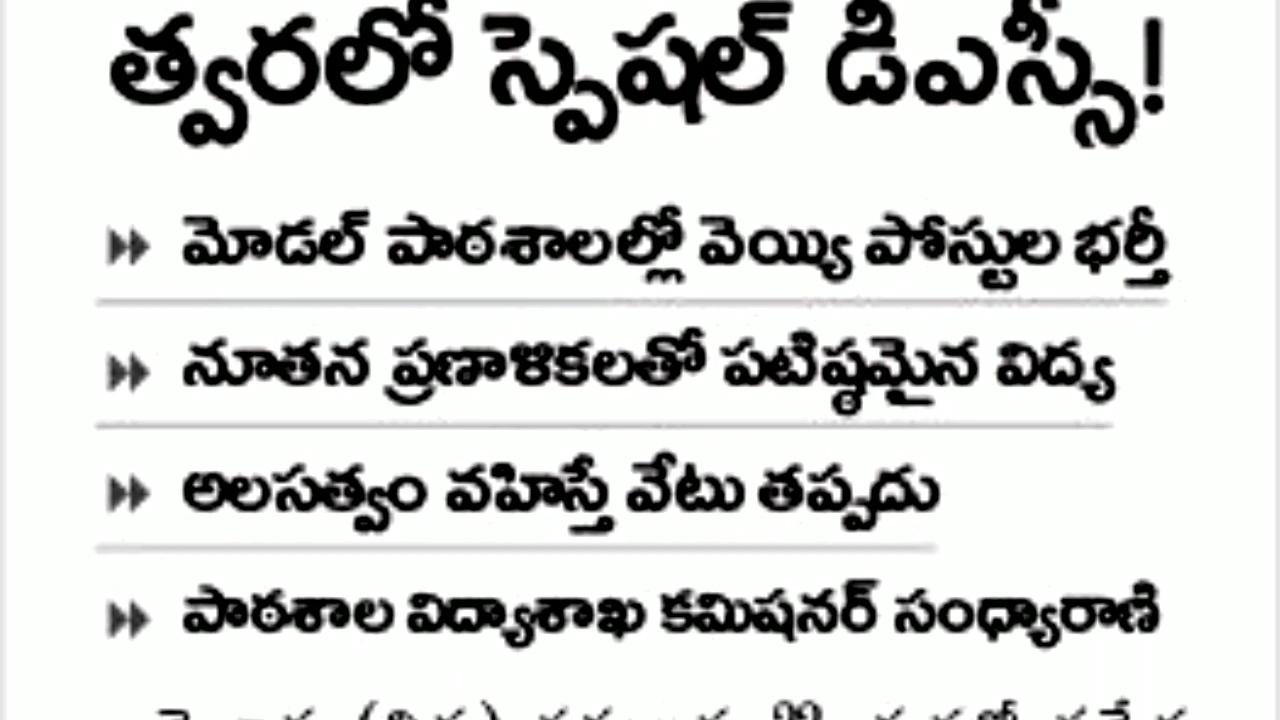 త్వరలో స్పెషల్ డిఎస్సీ!
మోడల్ పాఠశాలల్లో వెయ్యి పోస్టుల భర్తీ
నూతన ప్రణాళికలతో పటిష్ఠమైన విద్య
అలసత్వం వహిస్తే వేటు తప్పదు
పాఠశాల విద్యాశాఖ కమిషనర్ సంధ్యారాణి